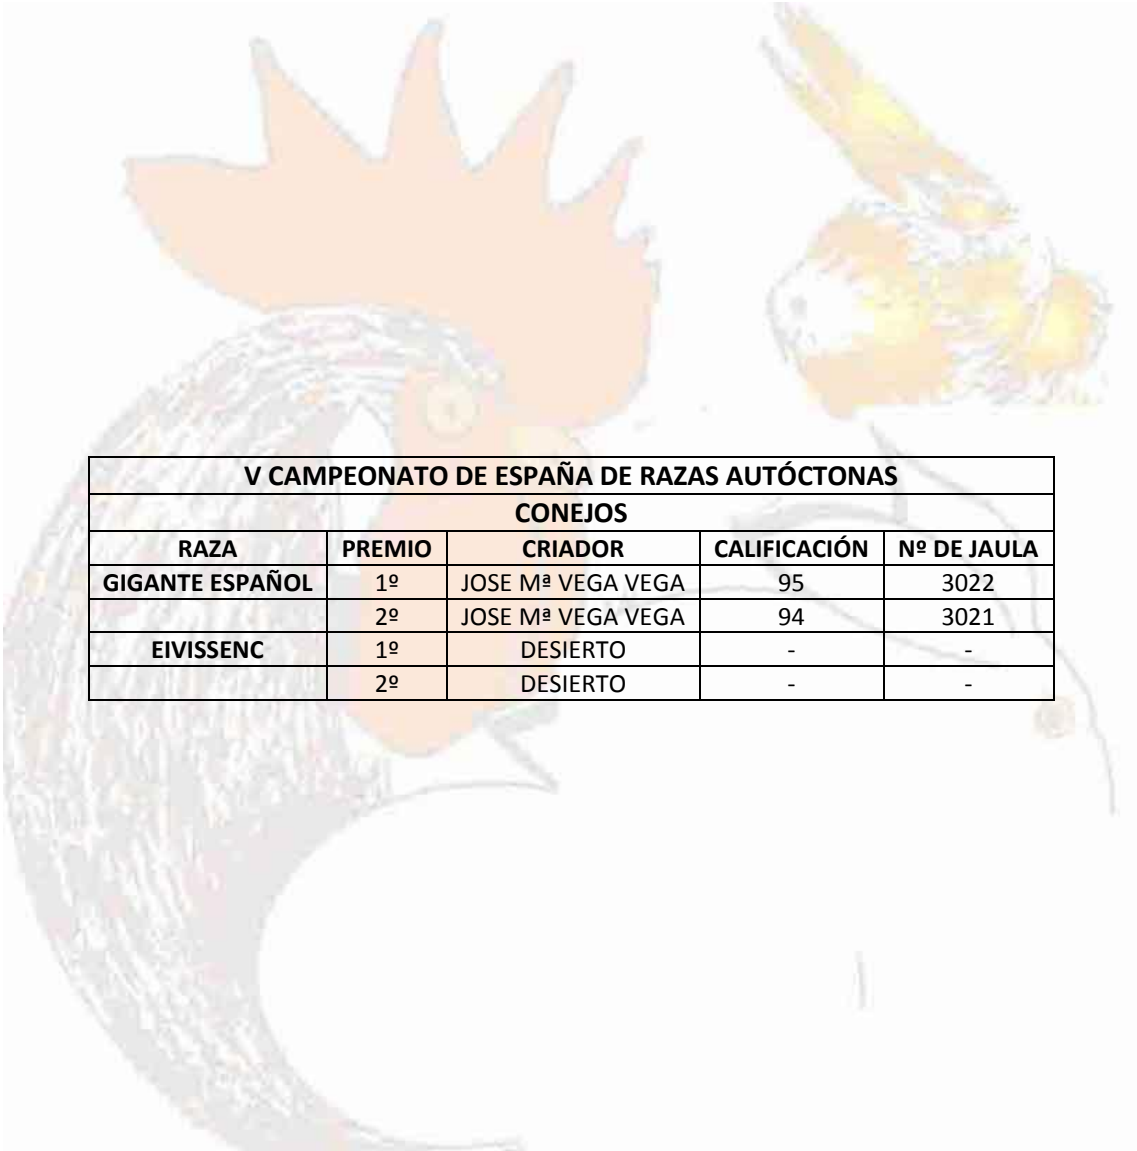 V CAMPEONATO DE ESPAÑA DE RAZAS AUTÓCTONAS
CONEJOS
RAZA PREMIO CRIADOR CALIFICACIÓN Nº DE JAULA
GIGANTE ESPAÑOL 1º JOSE Mª VEGA VEGA 95 3022
2º JOSE Mª VEGA VEGA 94 3021
EIVISSENC 1º DESIERTO - -
2º DESIERTO - -